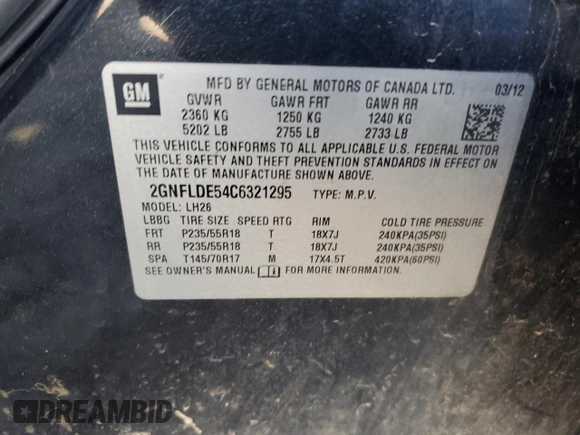 GM
MFD BY GENERAL MOTORS OF CANADA LTD. 03/12
GVWR GAWR FRT GAWR RR
2360 KG 1250 KG 1240 KG
5202 LB 2755 LB 2733 LB
THIS VEHICLE CONFORMS TO ALL APPLICABLE U.S. FEDERAL MOTOR
VEHICLE SAFETY AND THEFT PREVENTION STANDARDS IN EFFECT ON
THE DATE OF MANUFACTURE SHOWN ABOVE.
2GNFLDE54C6321295 TYPE: M.P.V.
MODEL: LH26
LBBG TIRE SIZE SPEED RTG RIM COLD TIRE PRESSURE
FRT P235/55R18 T 18X7J 240KPA(35PSI)
RR P235/55R18 T 18X7J 240KPA(35PSI)
SPA T145/70R17 M 17X4.5T 420KPA(60PSI)
SEE OWNER'S MANUAL FOR MORE INFORMATION.
DREAMBID